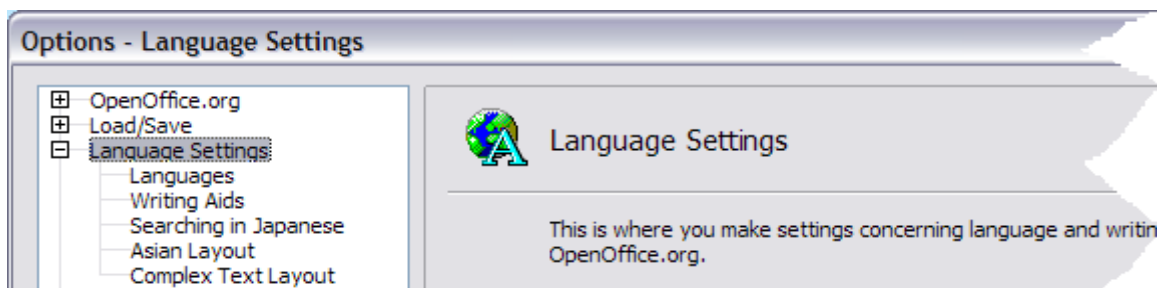 Options - Language Settings
OpenOffice.org
Load/Save
Language Settings
Languages
Writing Aids
Searching in Japanese
Asian Layout
Complex Text Layout
Language Settings
This is where you make settings concerning language and writin
OpenOffice.org.